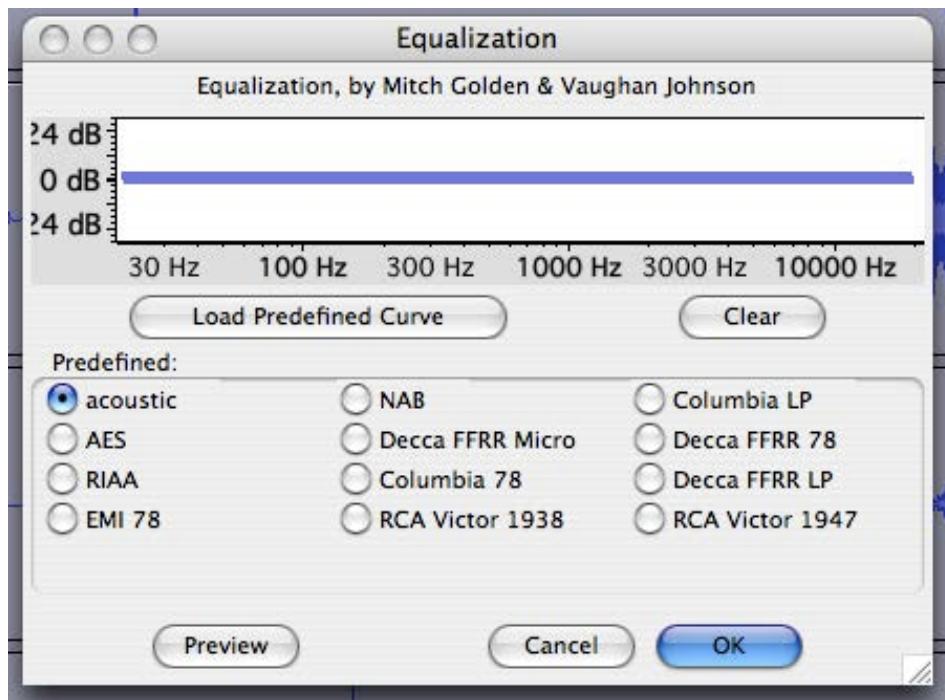 Equalization
Equalization, by Mitch Golden & Vaughan Johnson
24 dB
0 dB
24 dB
30 Hz 100 Hz 300 Hz 1000 Hz 3000 Hz 10000 Hz
Load Predefined Curve Clear
Predefined:
acoustic NAB Columbia LP
AES Decca FFRR Micro Decca FFRR 78
RIAA Columbia 78 Decca FFRR LP
EMI 78 RCA Victor 1938 RCA Victor 1947
Preview Cancel OK